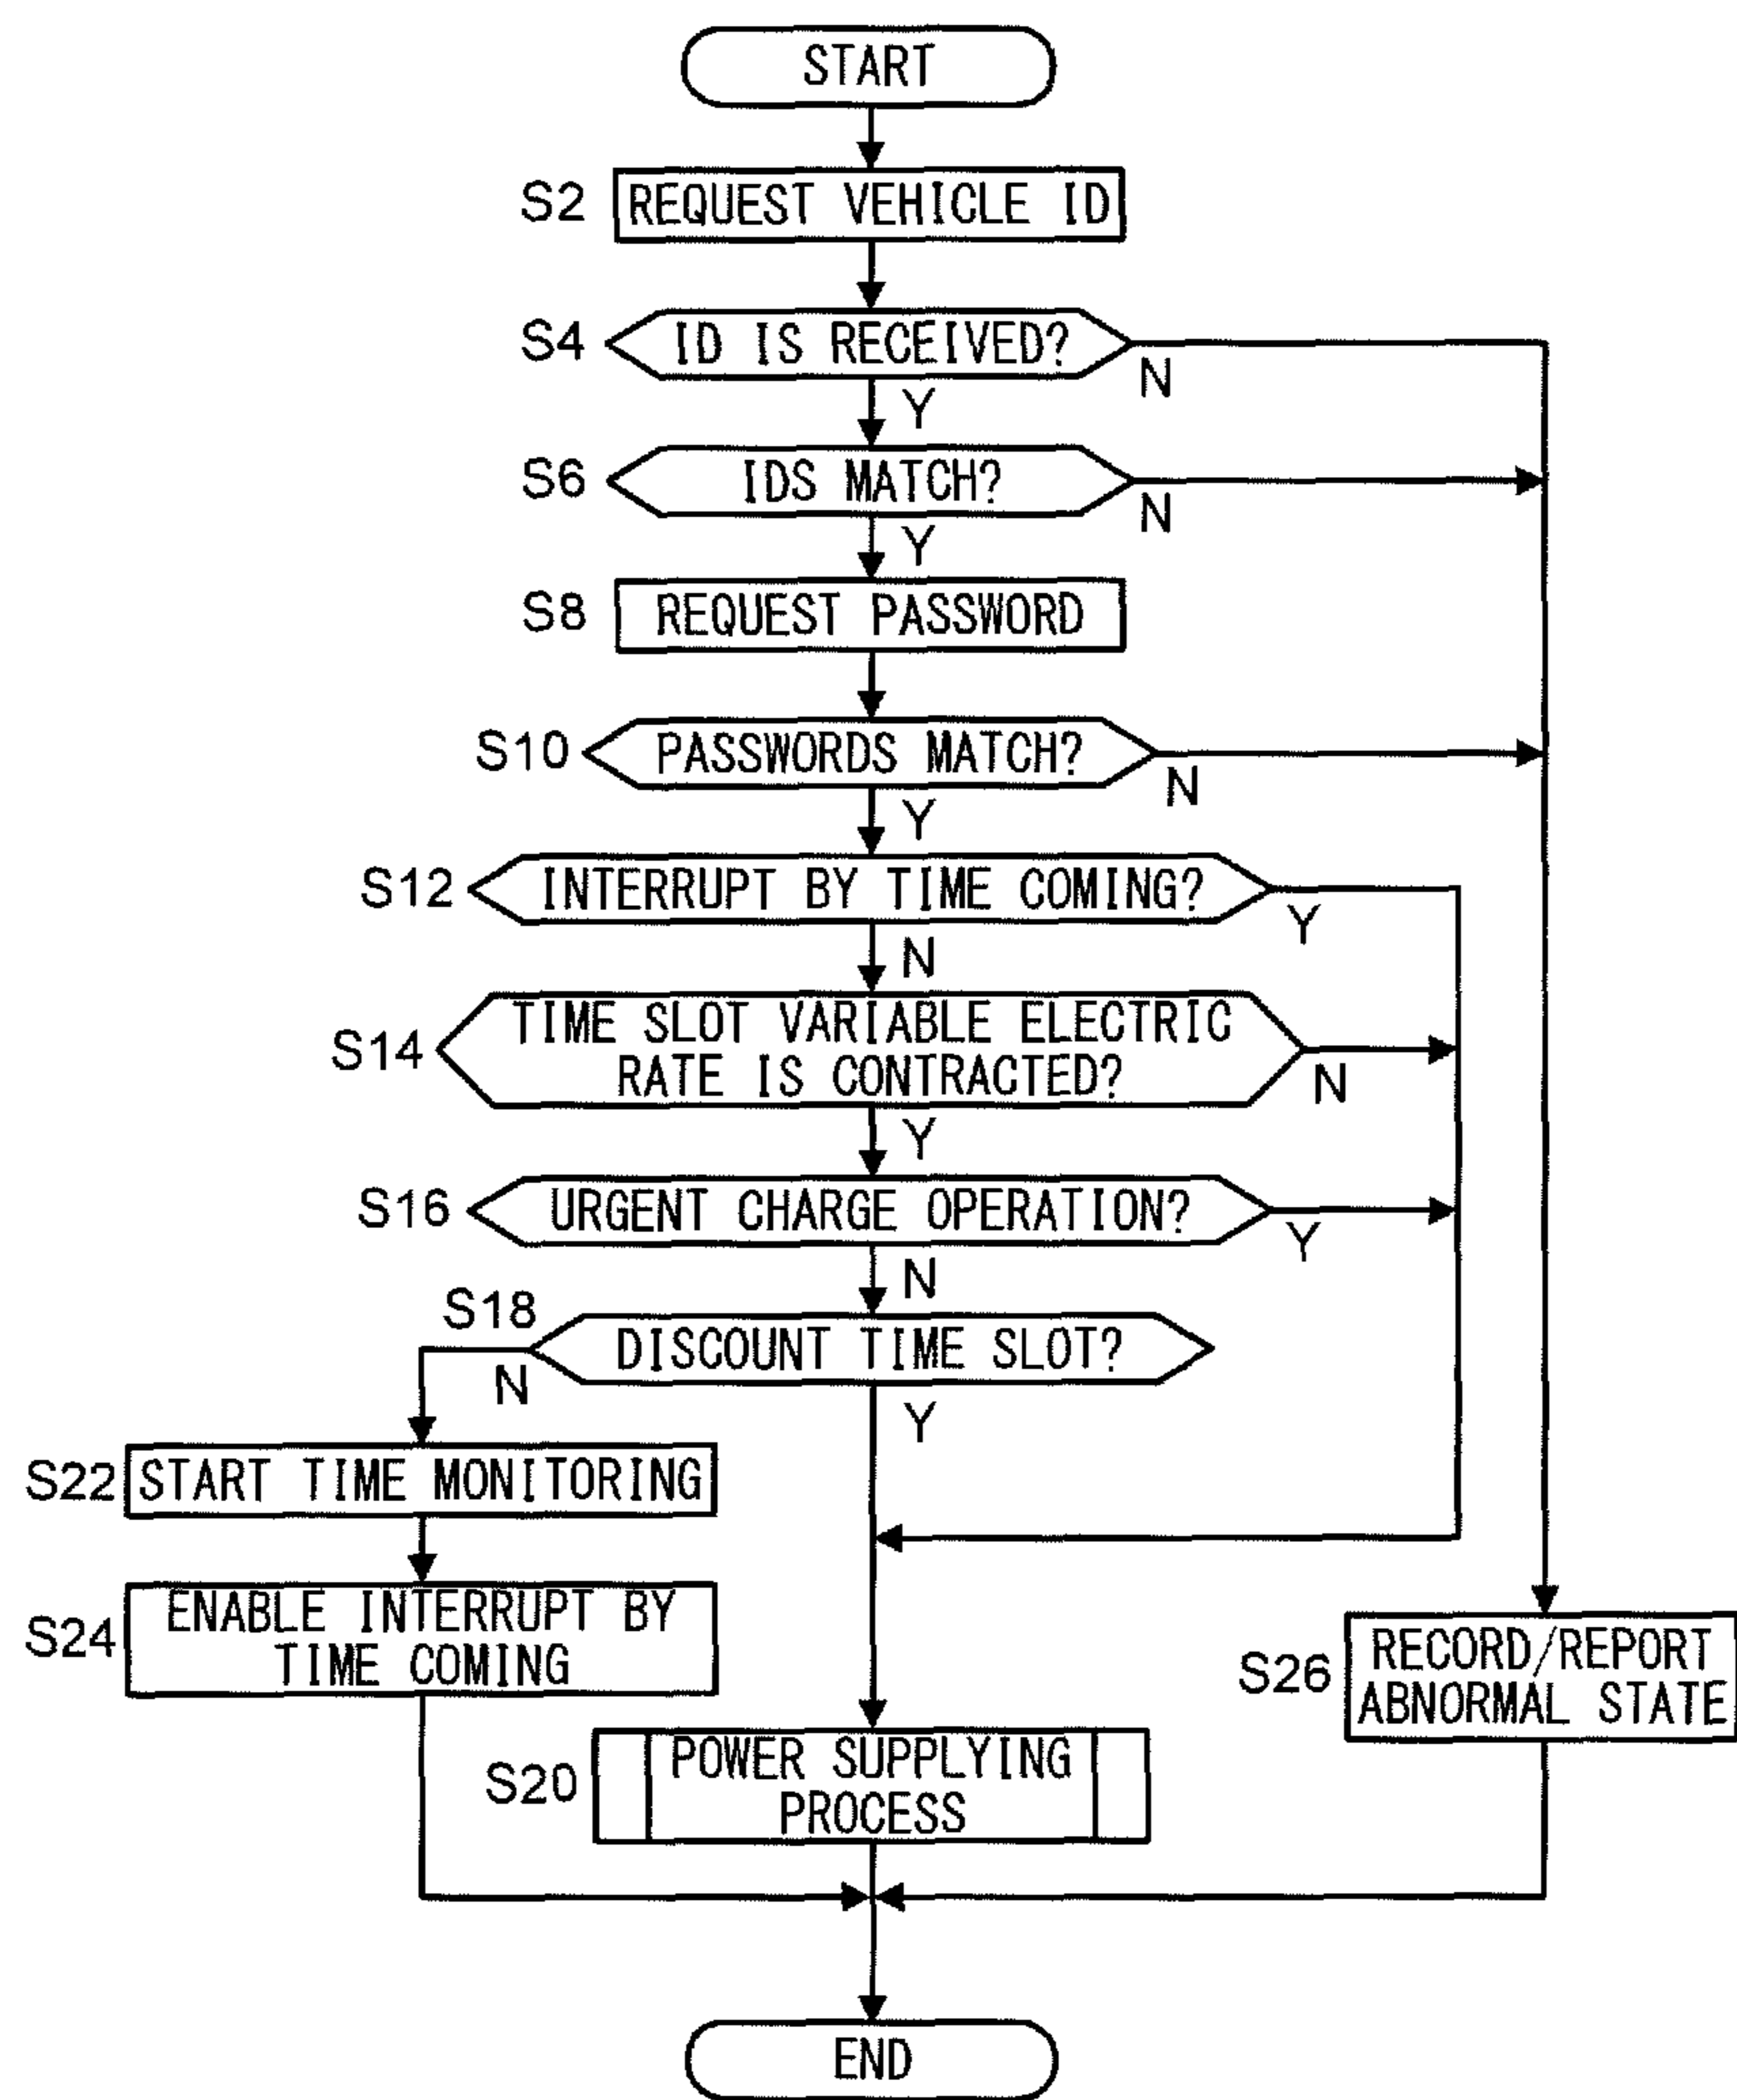 START
S2
REQUEST VEHICLE ID
S4
ID IS RECEIVED?
N
Y
S6
IDS MATCH?
N
Y
S8
REQUEST PASSWORD
S10
PASSWORDS MATCH?
N
Y
S12
INTERRUPT BY TIME COMING?
Y
N
S14
TIME SLOT VARIABLE ELECTRIC
RATE IS CONTRACTED?
N
Y
S16
URGENT CHARGE OPERATION?
Y
N
S18
DISCOUNT TIME SLOT?
N
Y
S22
START TIME MONITORING
S24
ENABLE INTERRUPT BY
TIME COMING
S26
RECORD/REPORT
ABNORMAL STATE
S20
POWER SUPPLYING
PROCESS
END